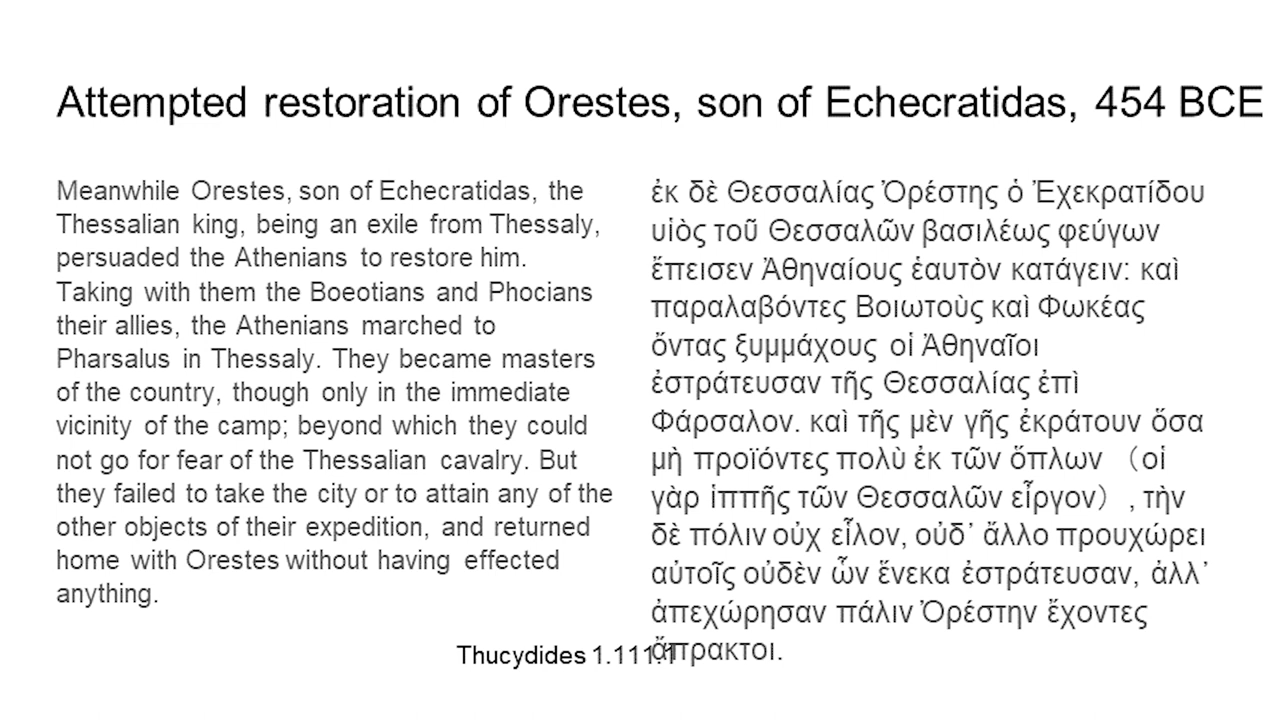 Attempted restoration of Orestes, son of Echecratidas, 454 BCE
Meanwhile Orestes, son of Echecratidas, the
Thessalian king, being an exile from Thessaly,
persuaded the Athenians to restore him.
Taking with them the Boeotians and Phocians
their allies, the Athenians marched to
Pharsalus in Thessaly. They became masters
of the country, though only in the immediate
vicinity of the camp; beyond which they could
not go for fear of the Thessalian cavalry. But
they failed to take the city or to attain any of the
other objects of their expedition, and returned
home with Orestes without having effected
anything.
ἐκ δὲ Θεσσαλίας Ὀρέστης ὁ Ἐχεκρατίδου
υἱὸς τοῦ Θεσσαλῶν βασιλέως φεύγων
ἔπεισεν Ἀθηναίους ἑαυτὸν κατάγειν: καὶ
παραλαβόντες Βοιωτοὺς καὶ Φωκέας
ὄντας ξυμμάχους οἱ Ἀθηναῖοι
ἐστράτευσαν τῆς Θεσσαλίας ἐπὶ
Φάρσαλον. καὶ τῆς μὲν γῆς ἐκράτουν ὅσα
μὴ προϊόντες πολὺ ἐκ τῶν ὅπλων （οἱ
γὰρ ἱππῆς τῶν Θεσσαλῶν εἶργον）, τὴν
δὲ πόλιν οὐχ εἷλον, οὐδ᾽ ἄλλο προυχώρει
αὐτοῖς οὐδὲν ὧν ἕνεκα ἐστράτευσαν, ἀλλ᾽
ἀπεχώρησαν πάλιν Ὀρέστην ἔχοντες
ἄπρακτοι.
Thucydides 1.111.1